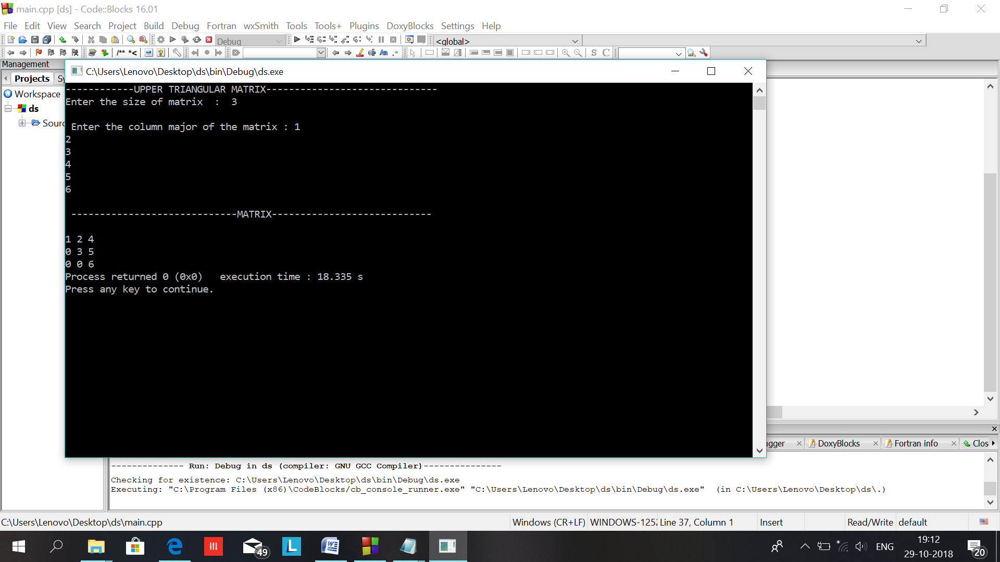 main.cpp [ds] - Code::Blocks 16.01
File Edit View Search Project Build Debug Fortran wxSmith Tools Tools+ Plugins DoxyBlocks Settings Help
Debug
<global>
/** *<
Aa .*
S C
Management
C:\Users\Lenovo\Desktop\ds\bin\Debug\ds.exe
Projects Sy
Workspace
ds
Sourc
------------UPPER TRIANGULAR MATRIX------------------------------
Enter the size of matrix  :  3
Enter the column major of the matrix : 1
2
3
4
5
6
-----------------------------MATRIX----------------------------
1 2 4
0 3 5
0 0 6
Process returned 0 (0x0)   execution time : 18.335 s
Press any key to continue.
gger DoxyBlocks Fortran info Clos
-------------- Run: Debug in ds (compiler: GNU GCC Compiler)---------------
Checking for existence: C:\Users\Lenovo\Desktop\ds\bin\Debug\ds.exe
Executing: "C:\Program Files (x86)\CodeBlocks/cb_console_runner.exe" "C:\Users\Lenovo\Desktop\ds\bin\Debug\ds.exe"  (in C:\Users\Lenovo\Desktop\ds\.)
C:\Users\Lenovo\Desktop\ds\main.cpp Windows (CR+LF) WINDOWS-1252 Line 37, Column 1 Insert Read/Write default
49 L ENG 19:12
29-10-2018 20